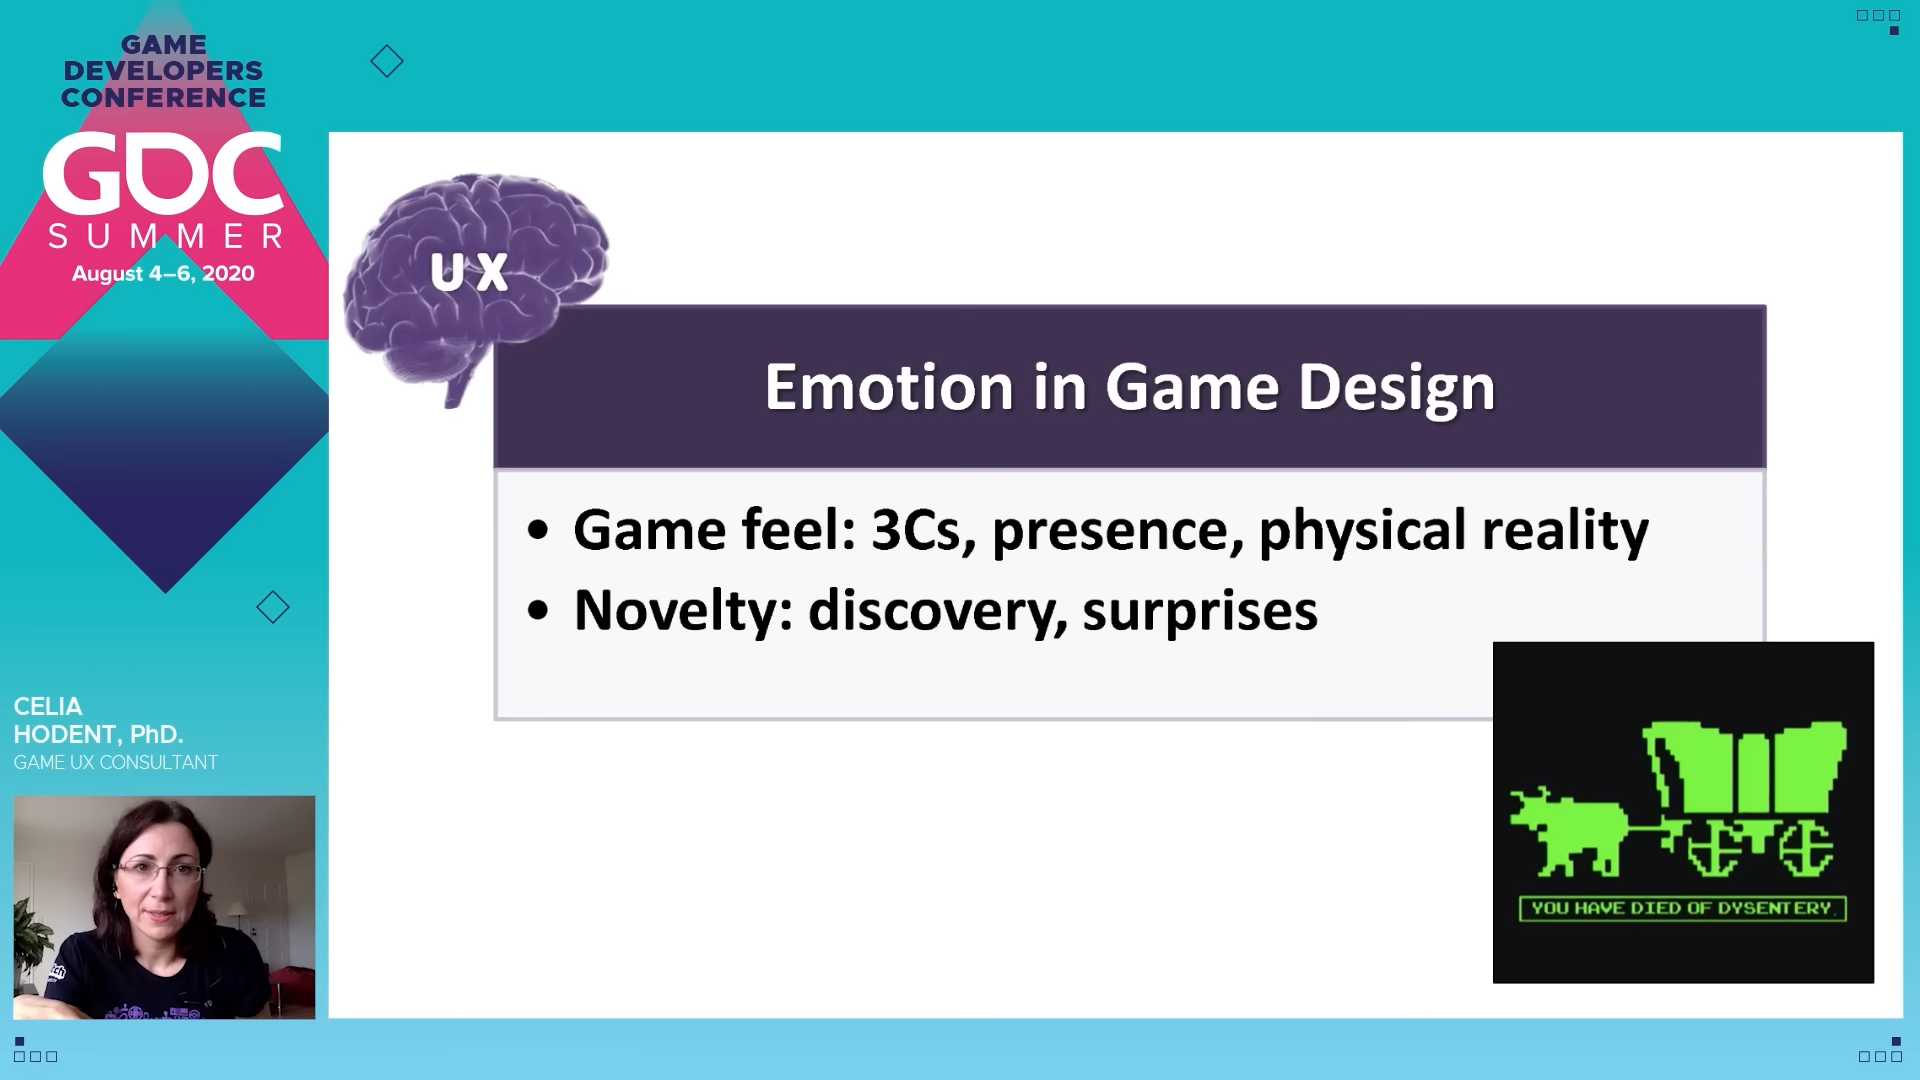 GAME
DEVELOPERS
CONFERENCE
GDC
SUMMER
August 4–6, 2020
UX
Emotion in Game Design
• Game feel: 3Cs, presence, physical reality
• Novelty: discovery, surprises
YOU HAVE DIED OF DYSENTERY.
CELIA
HODENT, PhD.
GAME UX CONSULTANT